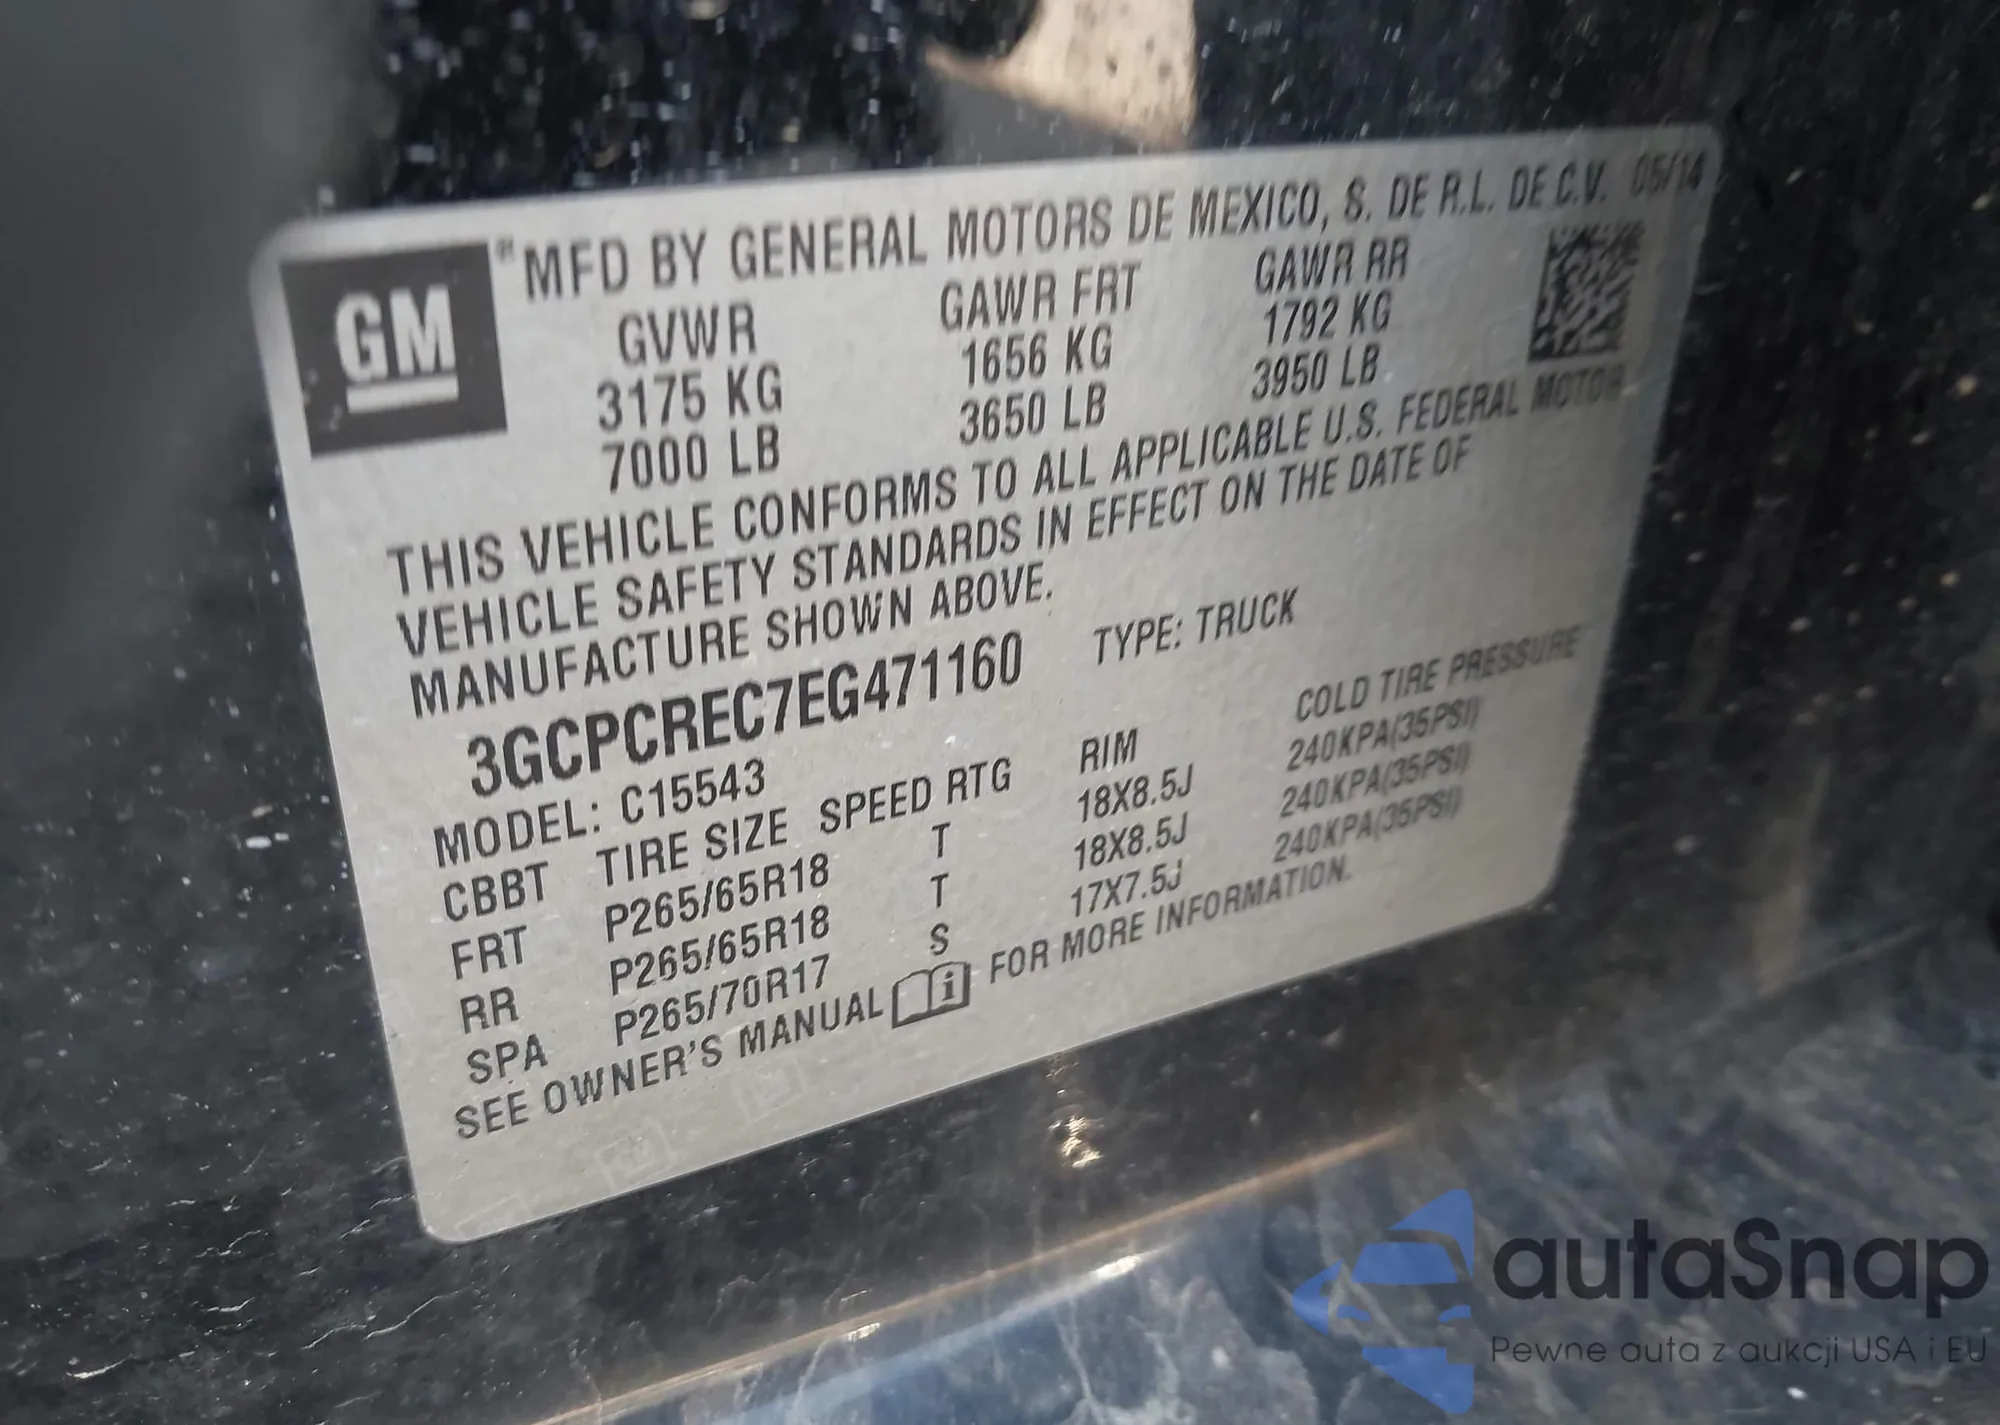 GM
MFD BY GENERAL MOTORS DE MEXICO, S. DE R.L. DE C.V. 05/14
GVWR GAWR FRT GAWR RR
3175 KG 1656 KG 1792 KG
7000 LB 3650 LB 3950 LB
THIS VEHICLE CONFORMS TO ALL APPLICABLE U.S. FEDERAL MOTOR
VEHICLE SAFETY STANDARDS IN EFFECT ON THE DATE OF
MANUFACTURE SHOWN ABOVE.
3GCPCREC7EG471160 TYPE: TRUCK
MODEL: C15543
CBBT TIRE SIZE SPEED RTG RIM COLD TIRE PRESSURE
FRT P265/65R18 T 18X8.5J 240KPA(35PSI)
RR P265/65R18 T 18X8.5J 240KPA(35PSI)
SPA P265/70R17 S 17X7.5J 240KPA(35PSI)
SEE OWNER'S MANUAL i FOR MORE INFORMATION.
autaSnap
Pewne auta z aukcji USA i EU